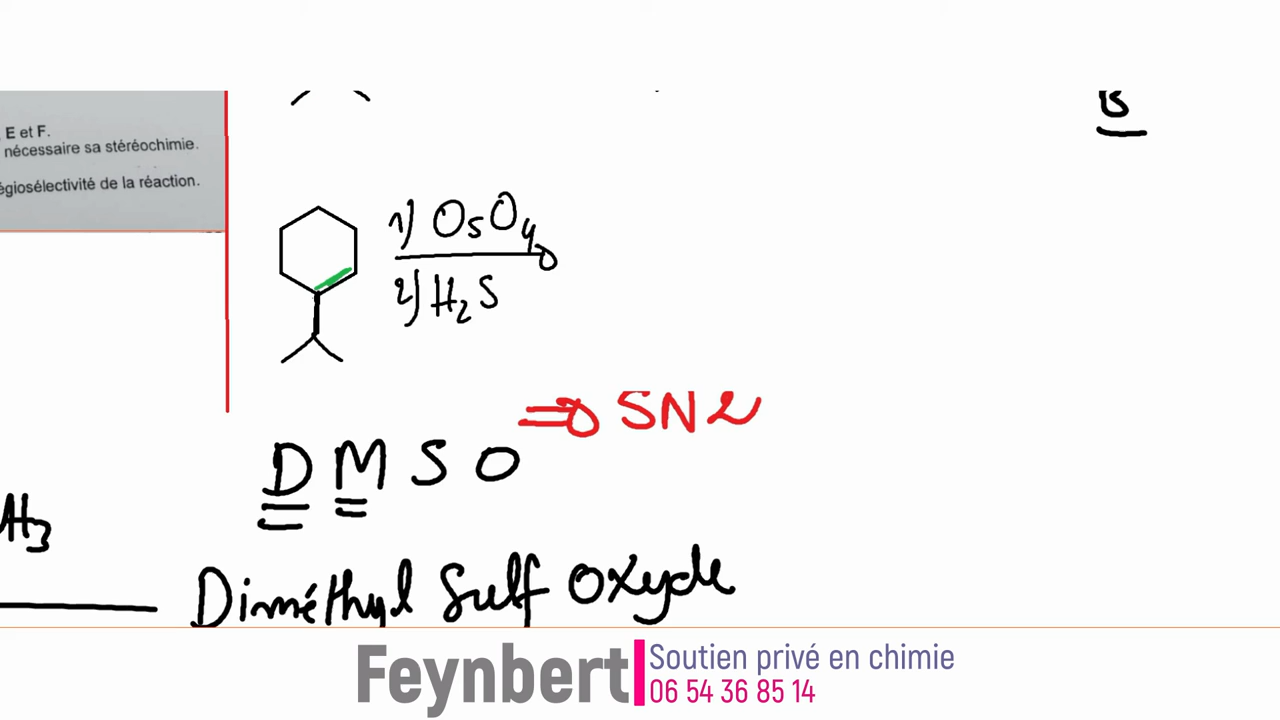 E et F.
nécessaire sa stéréochimie.
égiosélectivité de la réaction.
B
1) OsO4
2) H2S
=> SN2
DMSO
H3
Diméthyl Sulf Oxyde
Feynbert
Soutien privé en chimie
06 54 36 85 14